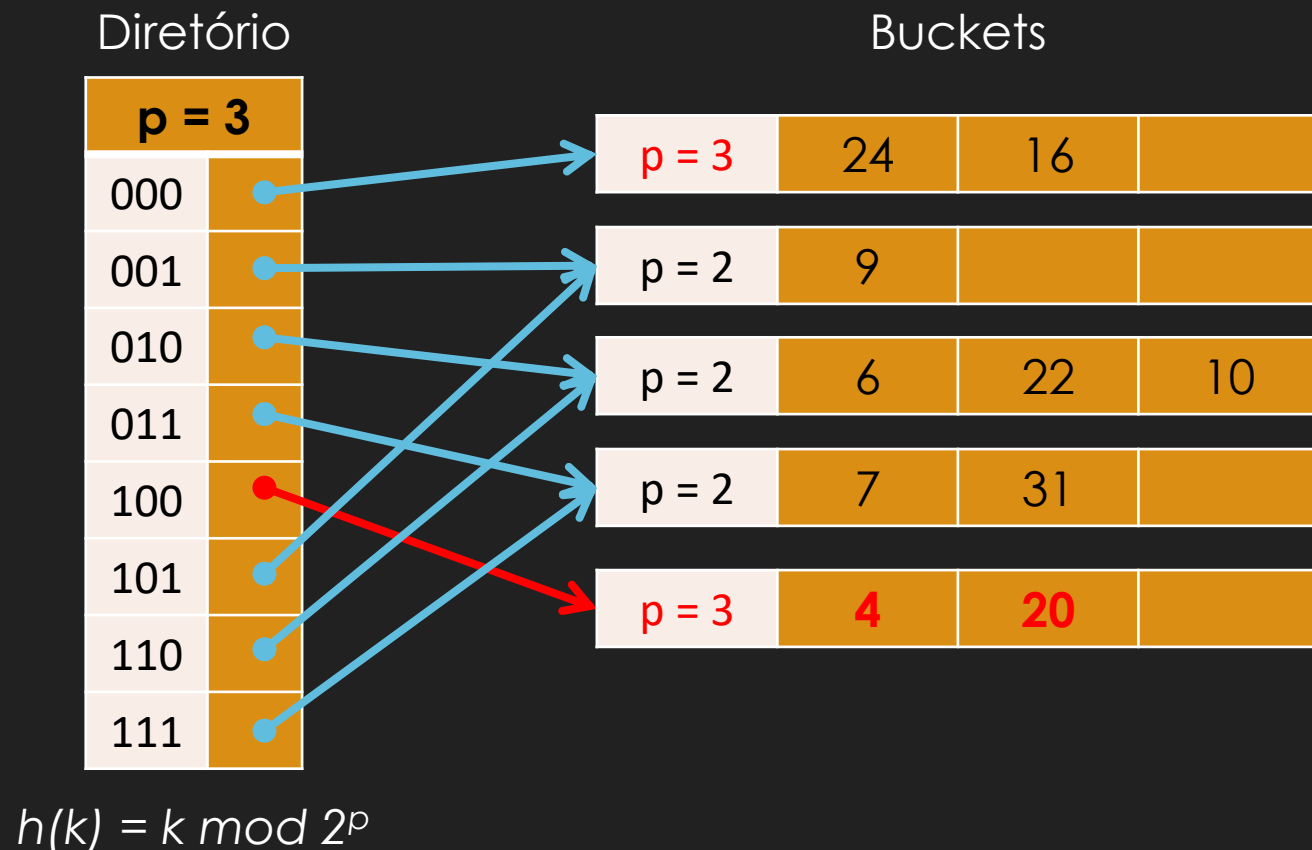 Diretório
Buckets
p = 3
000
001
010
011
100
101
110
111
p = 3 24 16
p = 2 9
p = 2 6 22 10
p = 2 7 31
p = 3 4 20
h(k) = k mod 2ᵖ